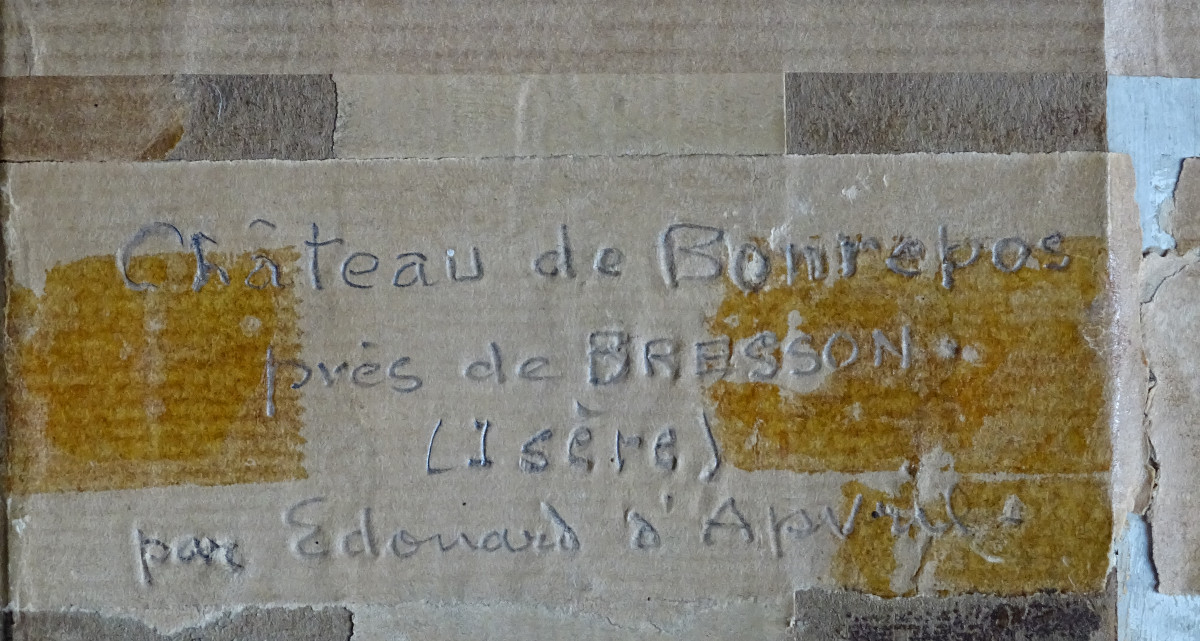 Château de Bonrepos
près de BRESSON.
(Isère)
par Edouard d'Apvril